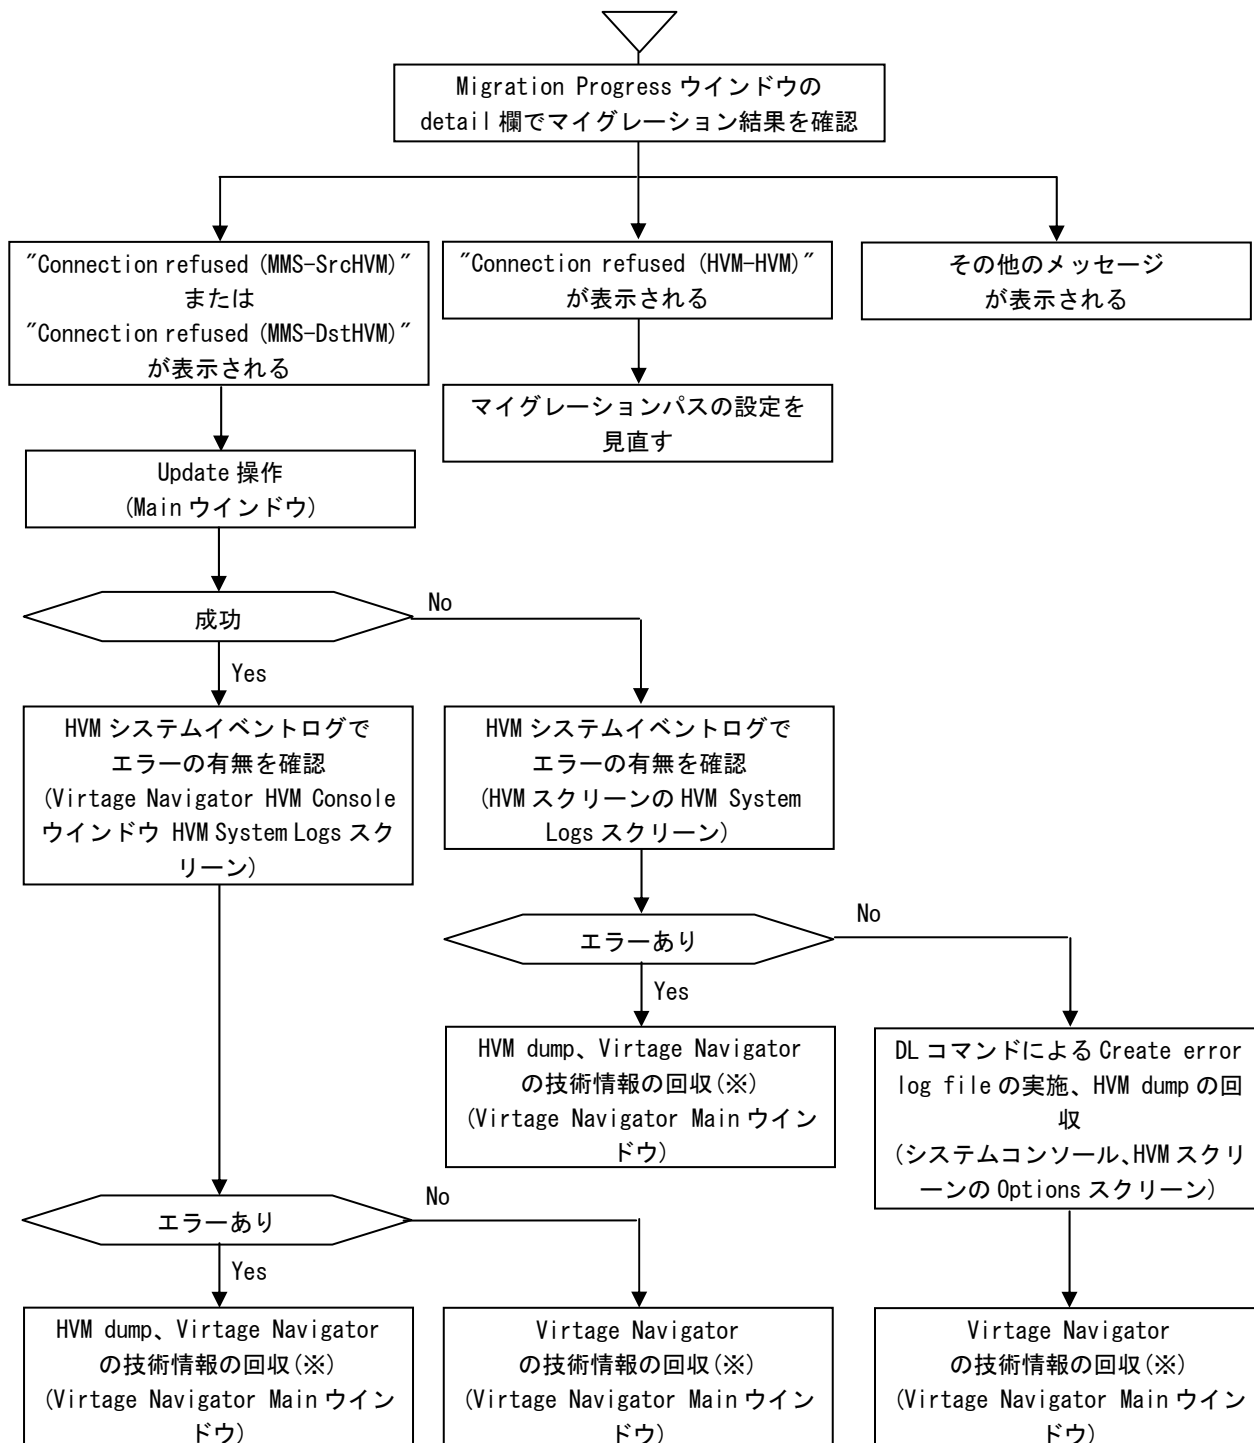 Migration Progress ウインドウの
detail 欄でマイグレーション結果を確認
"Connection refused (MMS-SrcHVM)"
または
"Connection refused (MMS-DstHVM)"
が表示される
"Connection refused (HVM-HVM)"
が表示される
その他のメッセージ
が表示される
マイグレーションパスの設定を
見直す
Update 操作
(Main ウインドウ)
成功
No
Yes
HVM システムイベントログで
エラーの有無を確認
(Virtage Navigator HVM Console
ウインドウ HVM System Logs スク
リーン)
HVM システムイベントログで
エラーの有無を確認
(HVM スクリーンの HVM System
Logs スクリーン)
エラーあり
No
Yes
HVM dump、Virtage Navigator
の技術情報の回収(※)
(Virtage Navigator Main ウイン
ドウ)
DL コマンドによる Create error
log file の実施、HVM dump の回
収
(システムコンソール、HVM スクリ
ーンの Options スクリーン)
エラーあり
No
Yes
HVM dump、Virtage Navigator
の技術情報の回収(※)
(Virtage Navigator Main ウイン
ドウ)
Virtage Navigator
の技術情報の回収(※)
(Virtage Navigator Main ウイン
ドウ)
Virtage Navigator
の技術情報の回収(※)
(Virtage Navigator Main ウイン
ドウ)